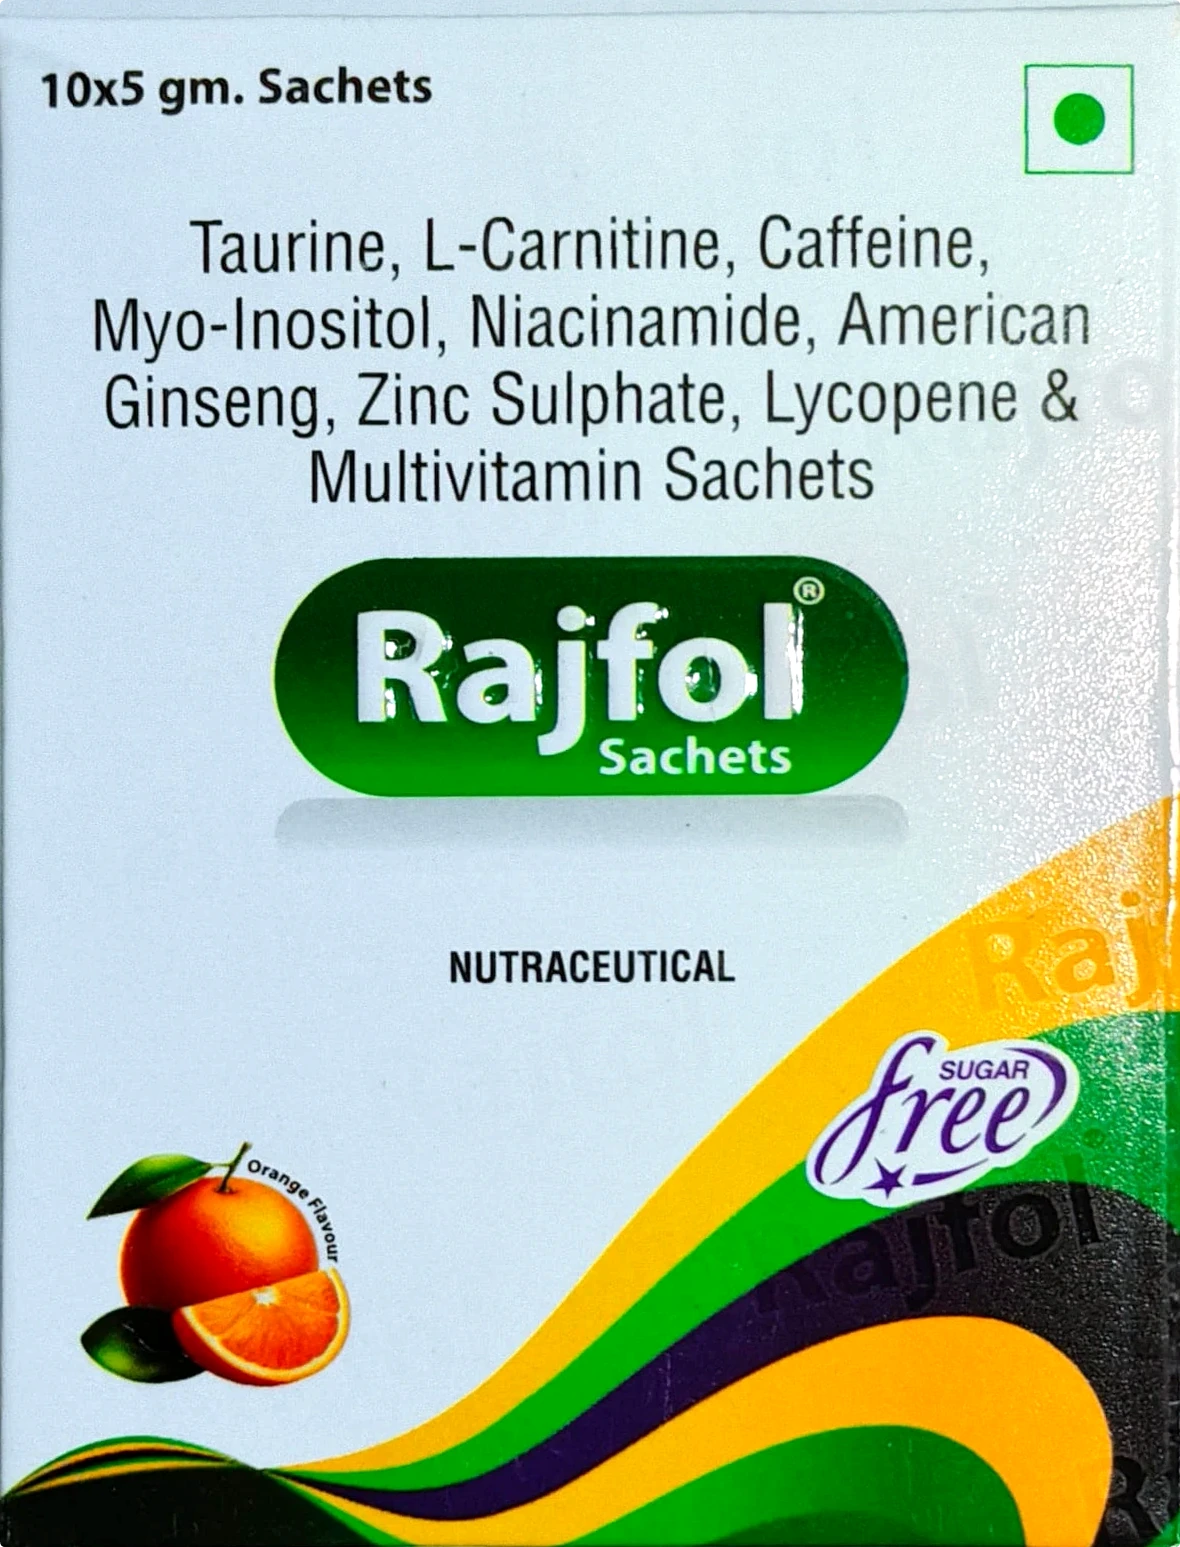 10x5 gm. Sachets
Taurine, L-Carnitine, Caffeine,
Myo-Inositol, Niacinamide, American
Ginseng, Zinc Sulphate, Lycopene &
Multivitamin Sachets
Rajfol®
Sachets
NUTRACEUTICAL
Raj
SUGAR
free
Orange Flavour
Rajfol
R